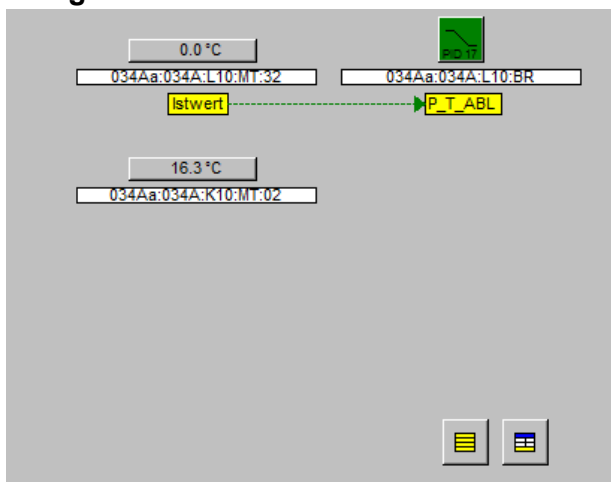 0.0 °C
PID 17
034Aa:034A:L10:MT:32
034Aa:034A:L10:BR
Istwert
P_T_ABL
16.3 °C
034Aa:034A:K10:MT:02